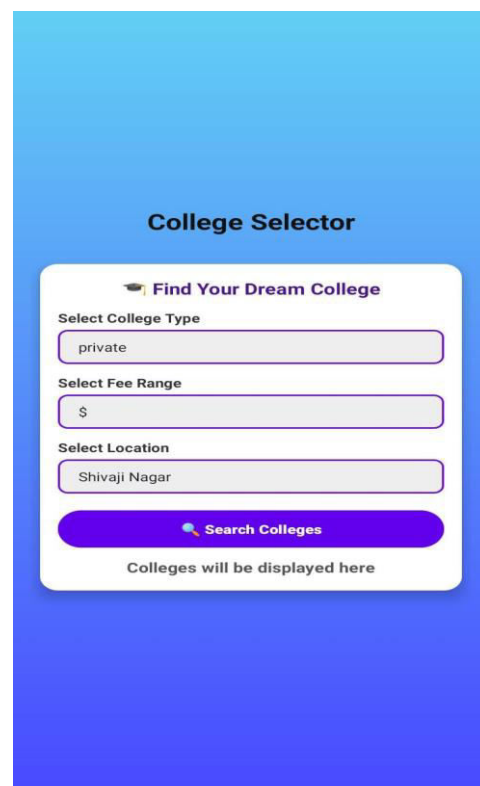 College Selector
🎓 Find Your Dream College
Select College Type
private
Select Fee Range
$
Select Location
Shivaji Nagar
🔍 Search Colleges
Colleges will be displayed here